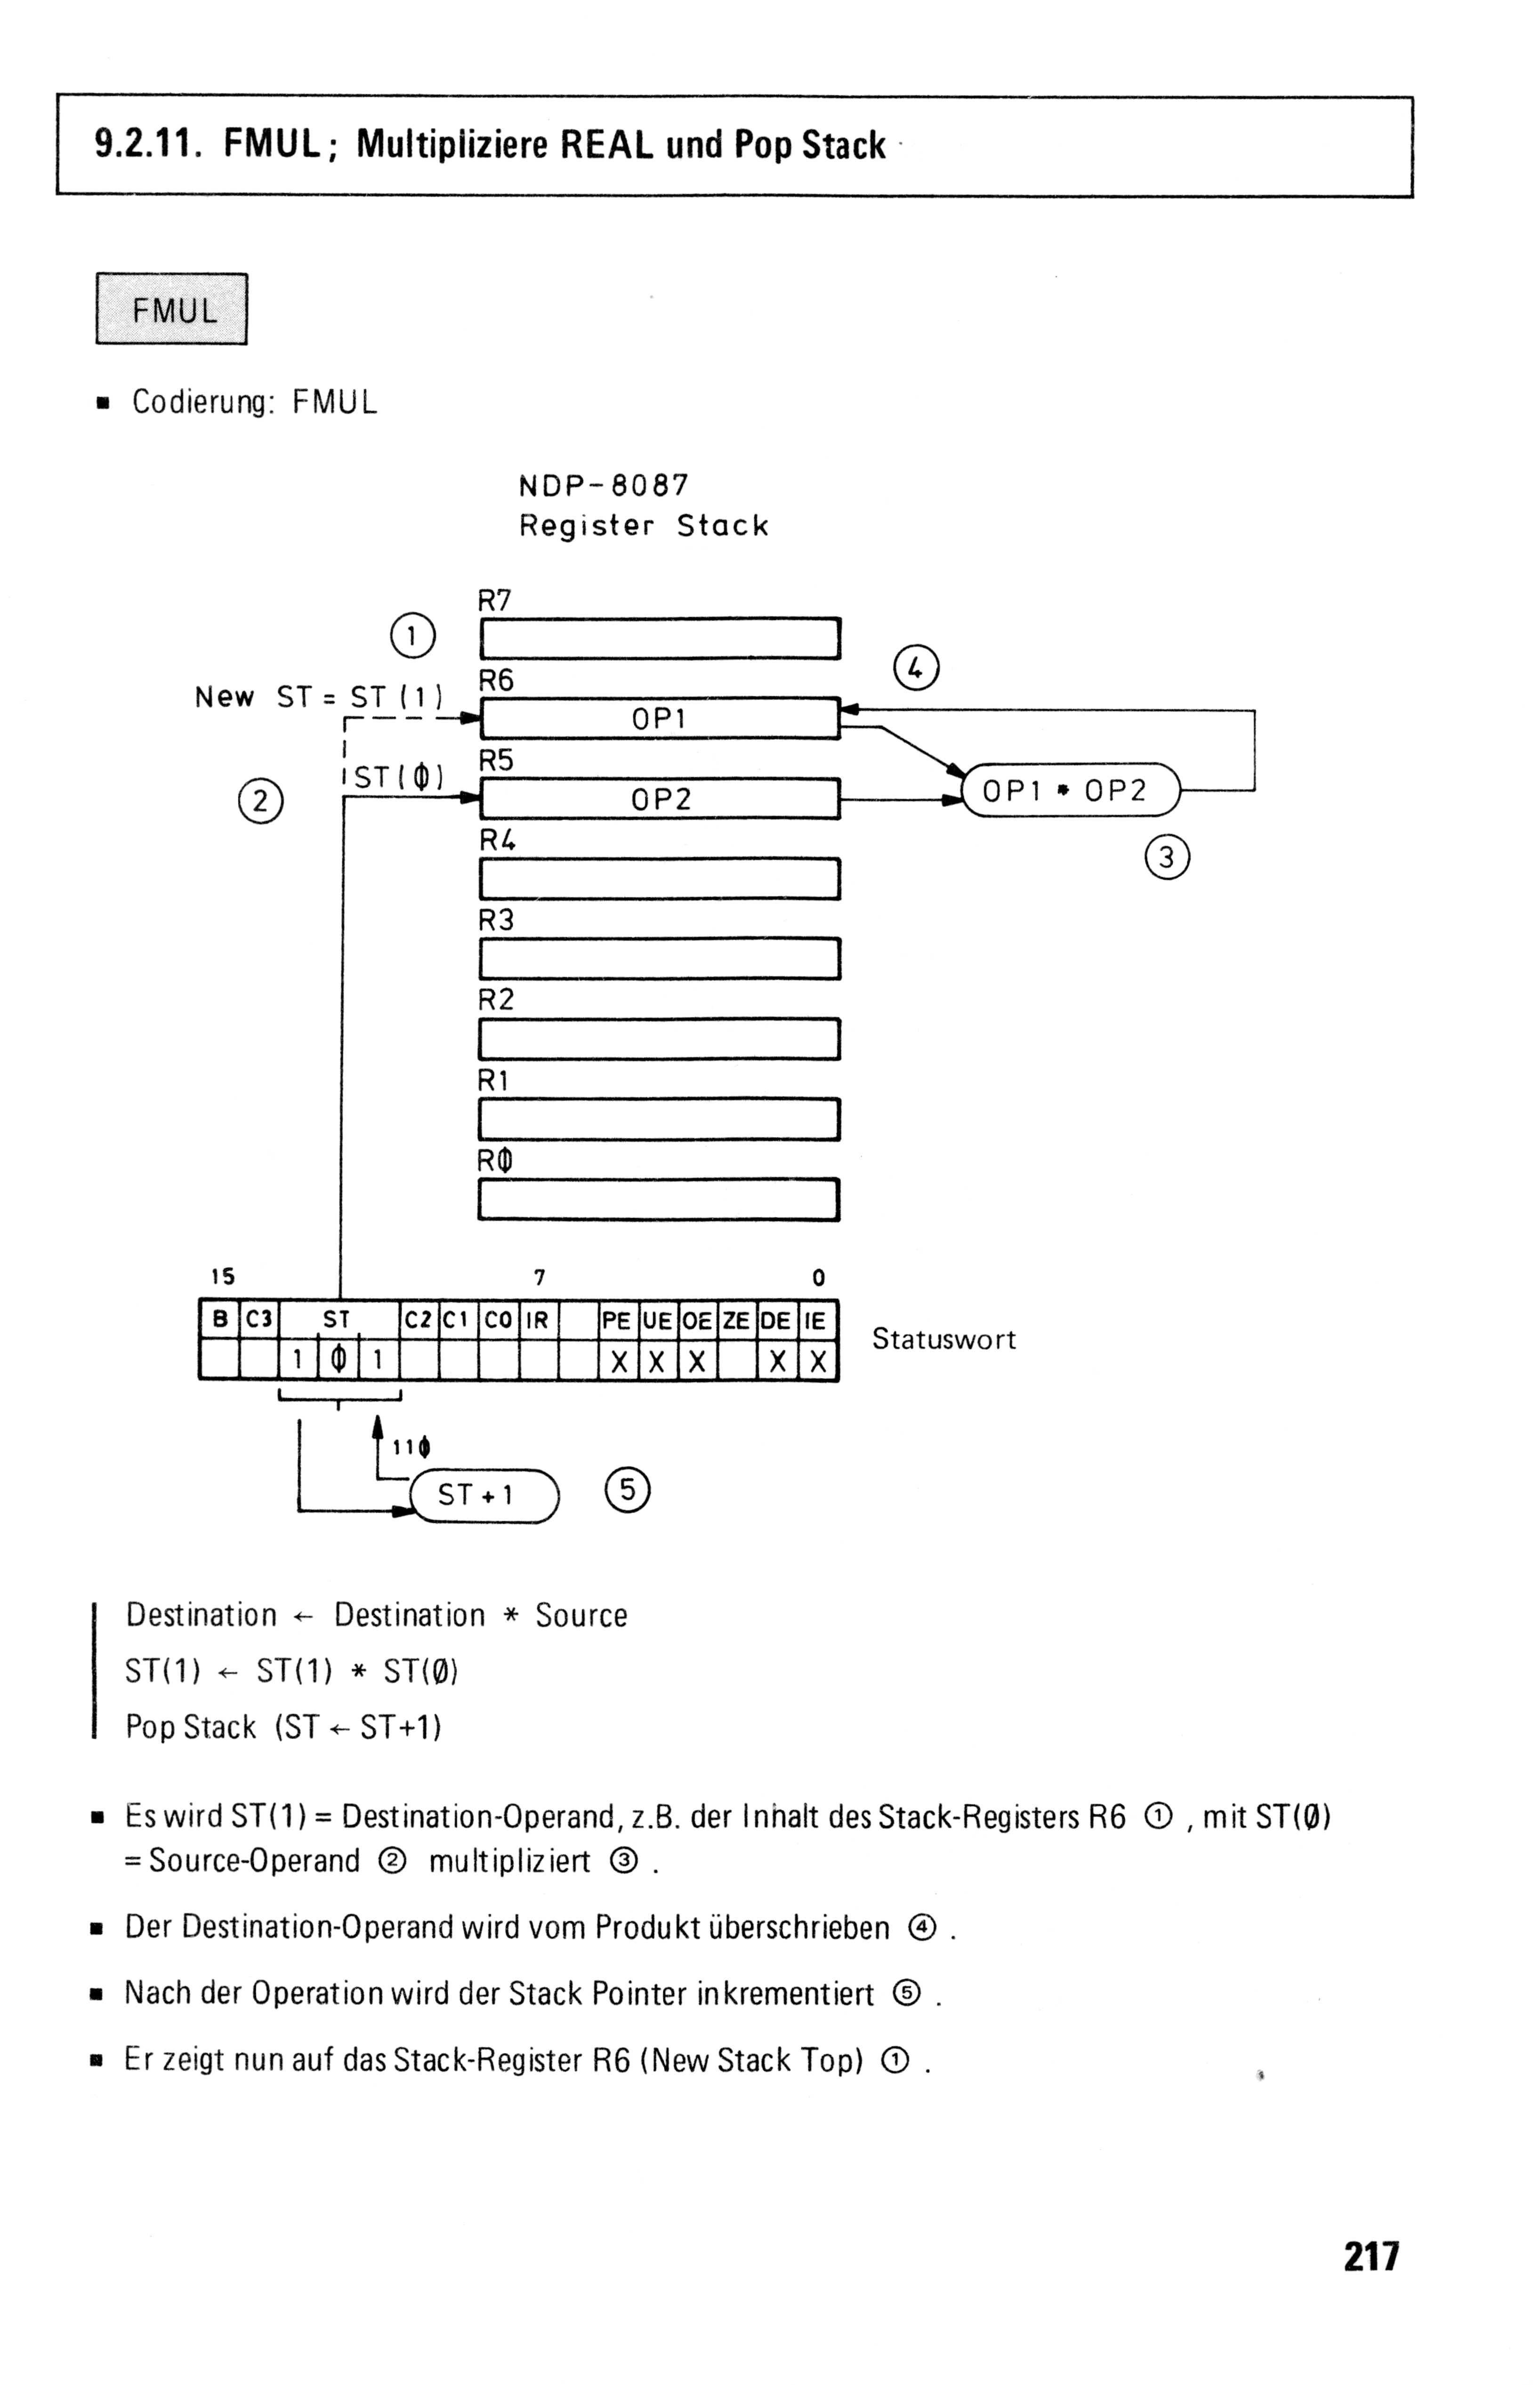 9.2.11. FMUL; Multipliziere REAL und Pop Stack
FMUL
▪ Codierung: FMUL
NDP-8087
Register Stack
R7
①
R6
④
New ST = ST(1)
OP1
R5
ST(0)
②
OP2
OP1 * OP2
R4
③
R3
R2
R1
R0
15 7 0
B C3 ST C2 C1 C0 IR PE UE OE ZE DE IE
Statuswort
1 0 1 X X X X X
110
ST+1
⑤
Destination ← Destination * Source
ST(1) ← ST(1) * ST(Ø)
Pop Stack (ST ← ST+1)
▪ Es wird ST(1) = Destination-Operand, z.B. der Inhalt des Stack-Registers R6 ①, mit ST(Ø)
= Source-Operand ② multipliziert ③.
▪ Der Destination-Operand wird vom Produkt überschrieben ④.
▪ Nach der Operation wird der Stack Pointer inkrementiert ⑤.
▪ Er zeigt nun auf das Stack-Register R6 (New Stack Top) ①.
217